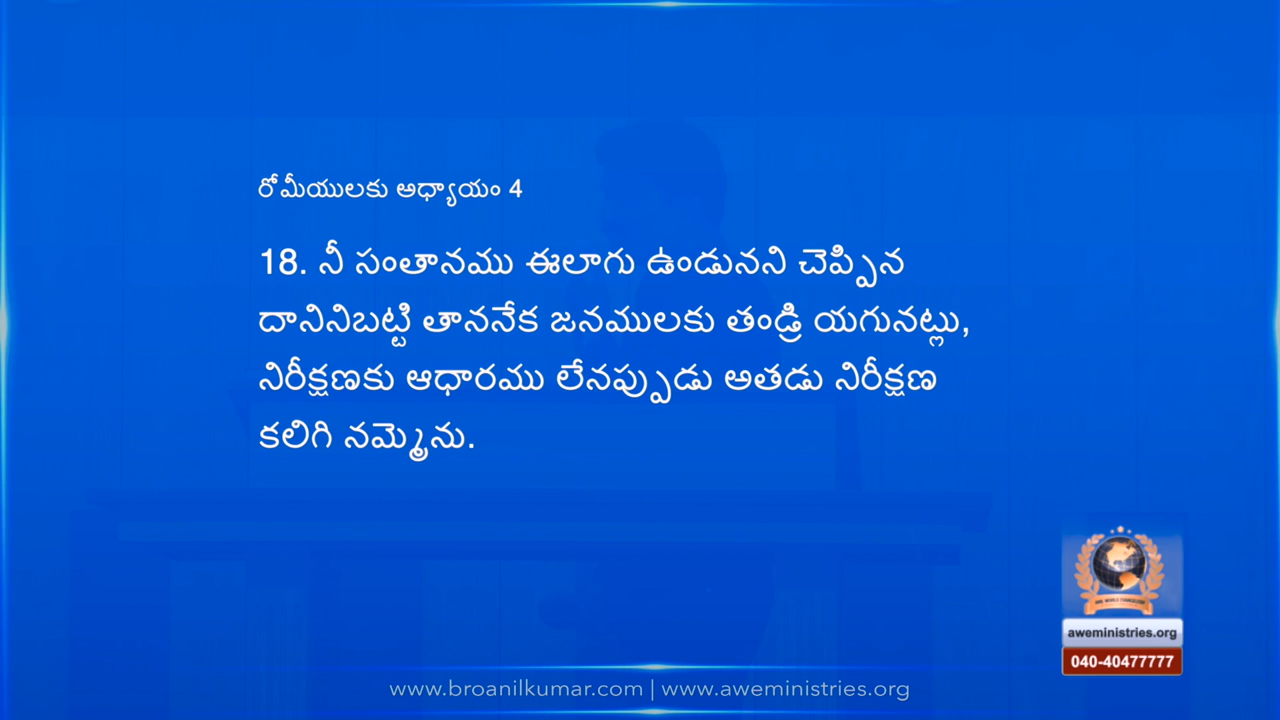 రోమీయులకు అధ్యాయం 4
18. నీ సంతానము ఈలాగు ఉండునని చెప్పిన
దానినిబట్టి తాననేక జనములకు తండ్రి యగునట్లు,
నిరీక్షణకు ఆధారము లేనప్పుడు అతడు నిరీక్షణ
కలిగి నమ్మెను.
aweministries.org
040-40477777
www.broanilkumar.com | www.aweministries.org